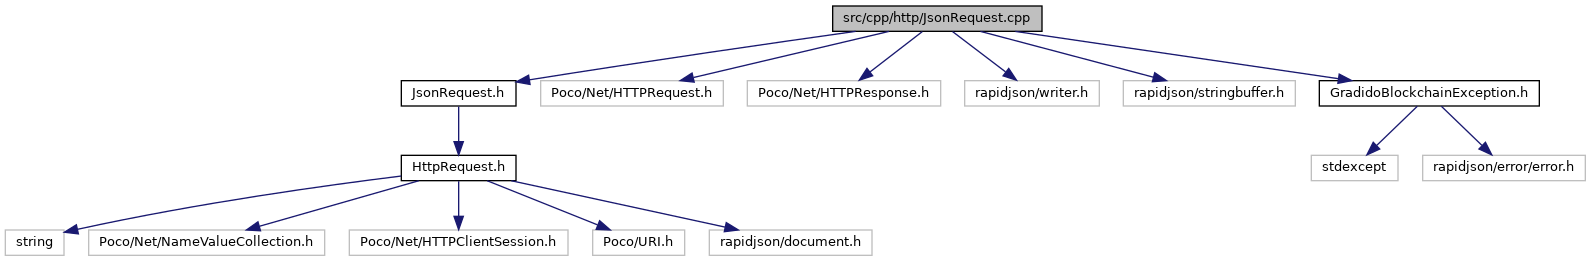 src/cpp/http/JsonRequest.cpp
JsonRequest.h
Poco/Net/HTTPRequest.h
Poco/Net/HTTPResponse.h
rapidjson/writer.h
rapidjson/stringbuffer.h
GradidoBlockchainException.h
HttpRequest.h
stdexcept
rapidjson/error/error.h
string
Poco/Net/NameValueCollection.h
Poco/Net/HTTPClientSession.h
Poco/URI.h
rapidjson/document.h